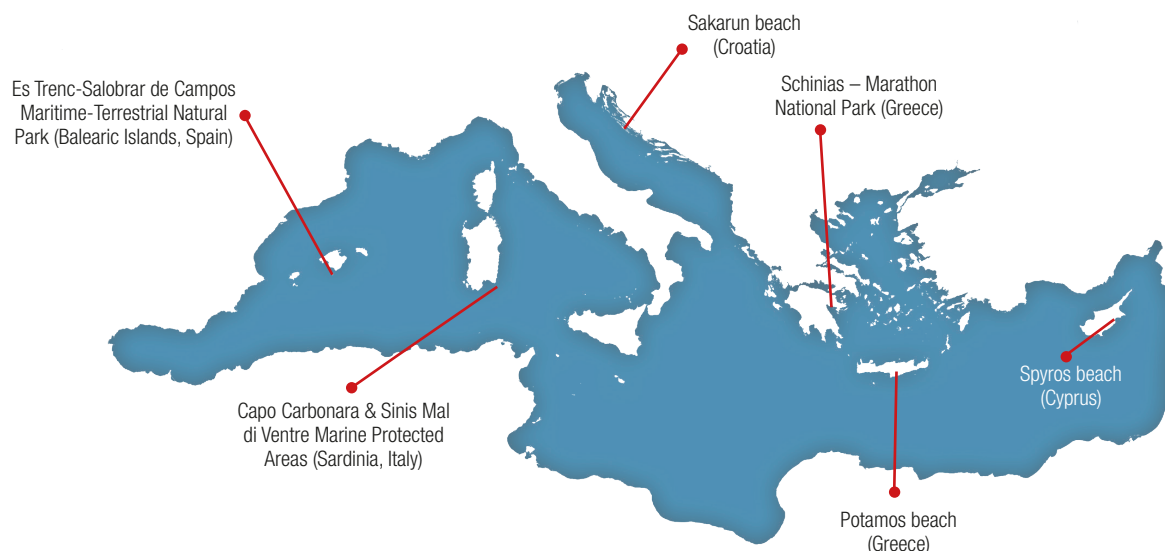 Sakarun beach
(Croatia)
Es Trenc-Salobrar de Campos
Maritime-Terrestrial Natural
Park (Balearic Islands, Spain)
Schinias – Marathon
National Park (Greece)
Spyros beach
(Cyprus)
Capo Carbonara & Sinis Mal
di Ventre Marine Protected
Areas (Sardinia, Italy)
Potamos beach
(Greece)